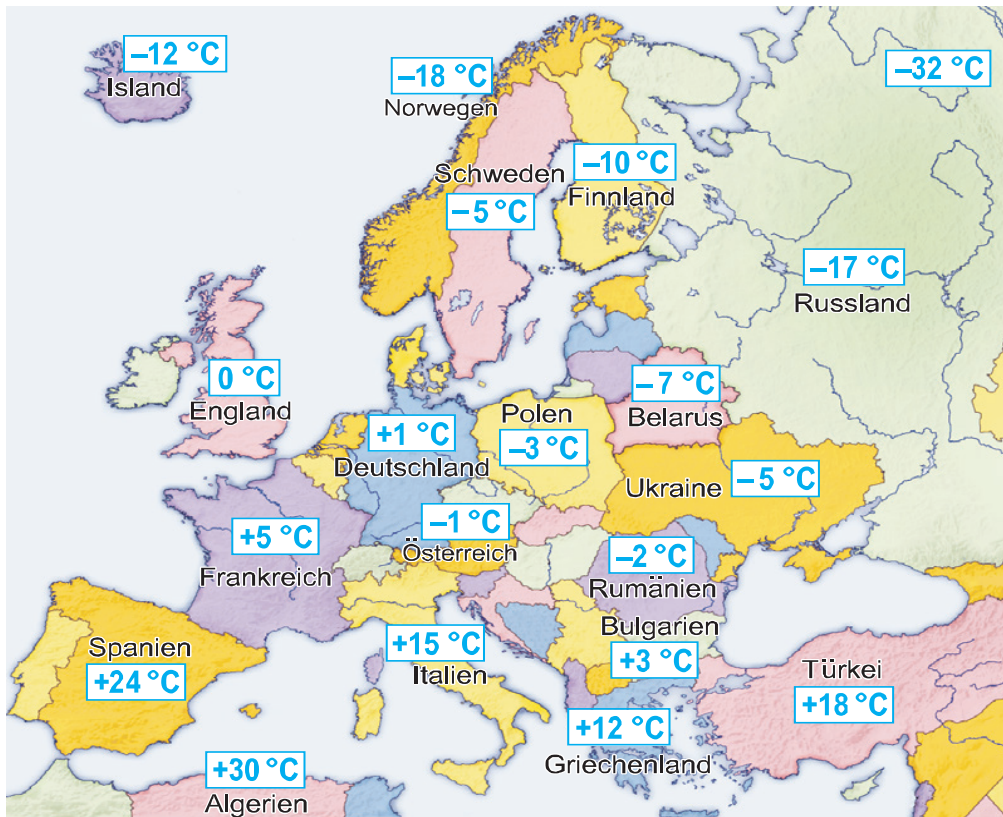 –12 °C
Island
–18 °C
Norwegen
–32 °C
Schweden
–5 °C
–10 °C
Finnland
–17 °C
Russland
0 °C
England
+1 °C
Deutschland
Polen
–3 °C
–7 °C
Belarus
Ukraine
–5 °C
+5 °C
Frankreich
–1 °C
Österreich
–2 °C
Rumänien
Bulgarien
+3 °C
Spanien
+24 °C
+15 °C
Italien
Türkei
+18 °C
+12 °C
Griechenland
+30 °C
Algerien